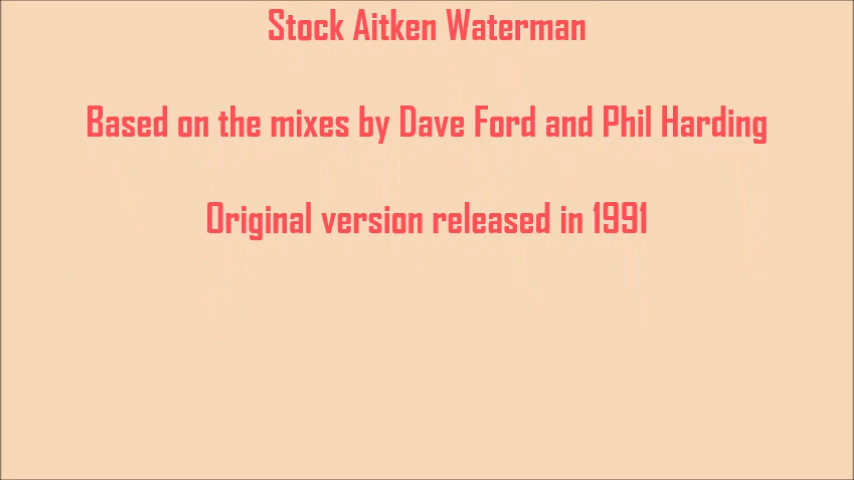 Stock Aitken Waterman
Based on the mixes by Dave Ford and Phil Harding
Original version released in 1991